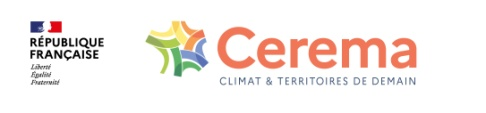 RÉPUBLIQUE
FRANÇAISE
Liberté
Égalité
Fraternité
Cerema
CLIMAT & TERRITOIRES DE DEMAIN